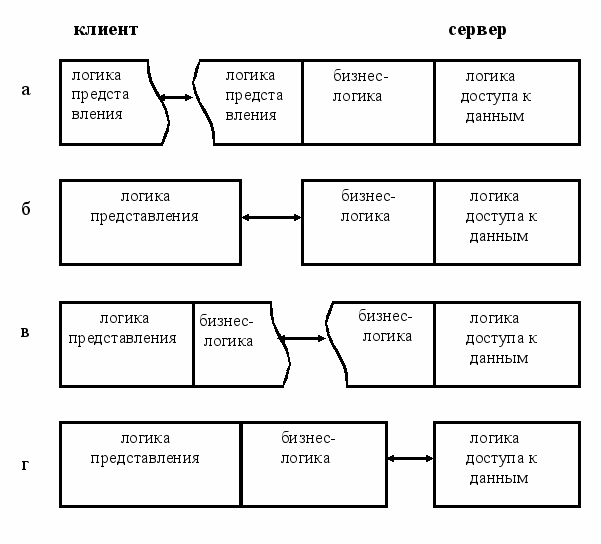 клиент сервер
а
логика
предста
вления
логика
предста
вления
бизнес-
логика
логика
доступа к
данным
б
логика
представления
бизнес-
логика
логика
доступа к
данным
в
логика
представления
бизнес-
логика
бизнес-
логика
логика
доступа к
данным
г
логика
представления
бизнес-
логика
логика
доступа к
данным